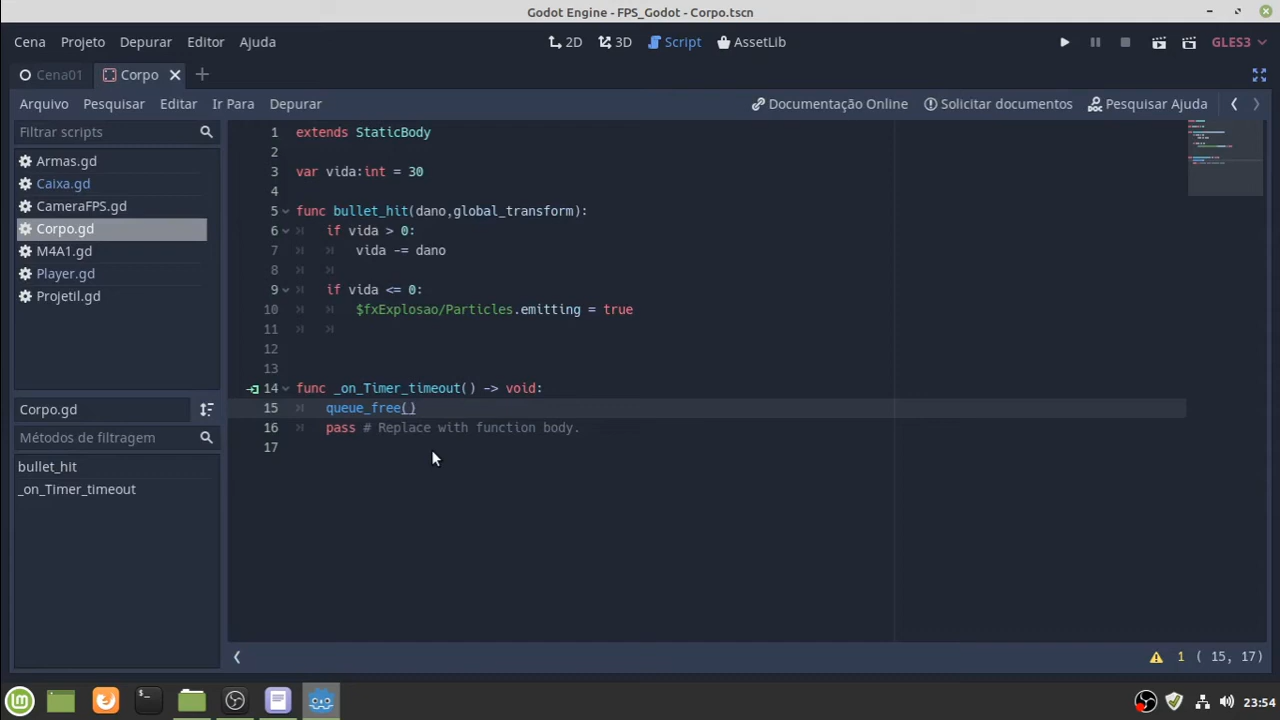 Godot Engine - FPS_Godot - Corpo.tscn
Cena Projeto Depurar Editor Ajuda
2D 3D Script AssetLib
GLES3
Cena01 Corpo
Arquivo Pesquisar Editar Ir Para Depurar
Documentação Online Solicitar documentos Pesquisar Ajuda
Filtrar scripts
Armas.gd
Caixa.gd
CameraFPS.gd
Corpo.gd
M4A1.gd
Player.gd
Projetil.gd
Corpo.gd
Métodos de filtragem
bullet_hit
_on_Timer_timeout
1 extends StaticBody
2
3 var vida:int = 30
4
5 func bullet_hit(dano,global_transform):
6 if vida > 0:
7 vida -= dano
8
9 if vida <= 0:
10 $fxExplosao/Particles.emitting = true
11
12
13
14 func _on_Timer_timeout() -> void:
15 queue_free()
16 pass # Replace with function body.
17
1 ( 15, 17)
23:54